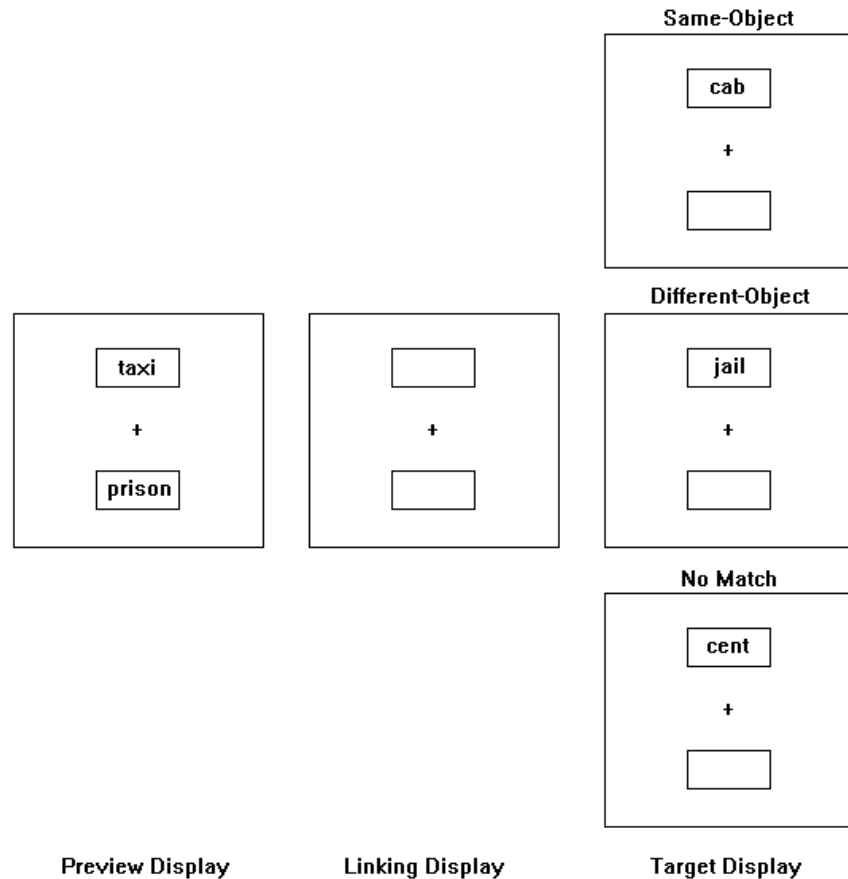 Same-Object
cab
+
Different-Object
taxi
jail
+
+
+
prison
No Match
cent
+
Preview Display
Linking Display
Target Display